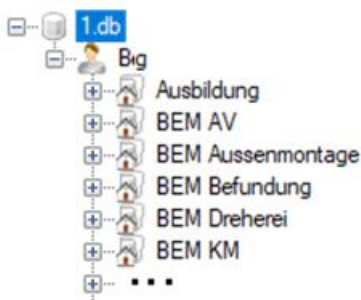 1.db
Big
Ausbildung
BEM AV
BEM Aussenmontage
BEM Befundung
BEM Dreherei
BEM KM
...